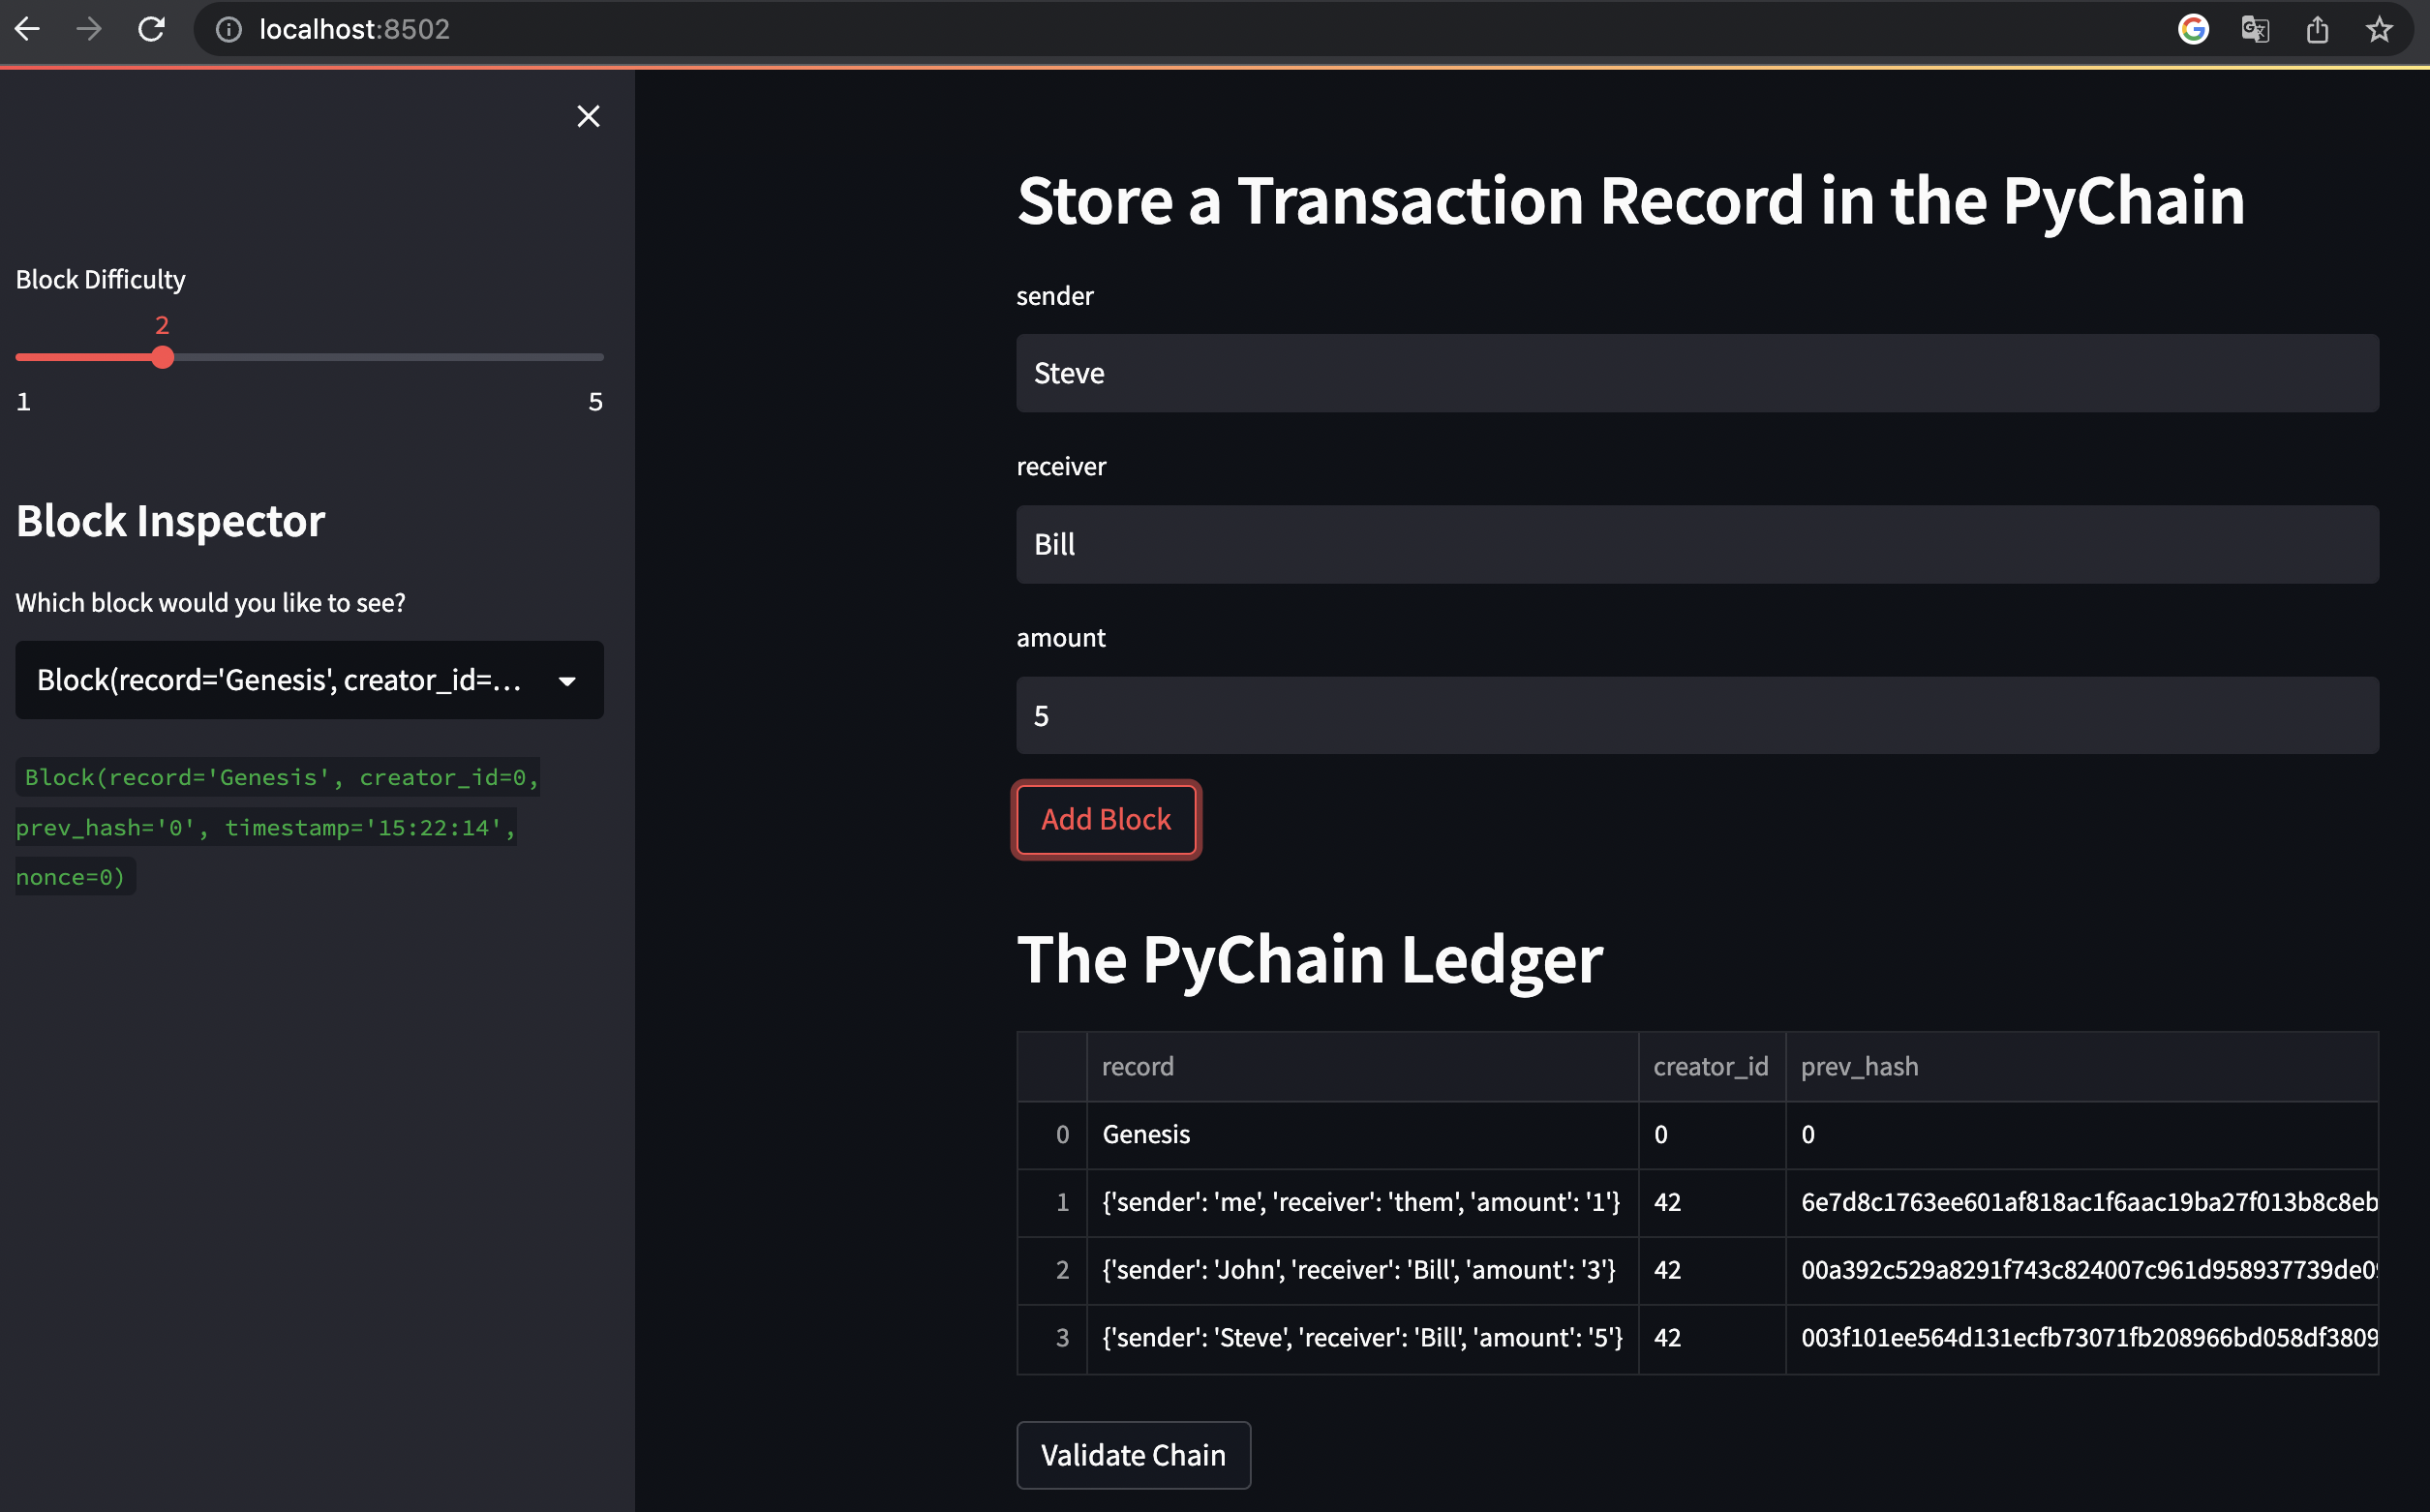 localhost:8502
Block Difficulty
2
1 5
Block Inspector
Which block would you like to see?
Block(record='Genesis', creator_id=...
Block(record='Genesis', creator_id=0,
prev_hash='0', timestamp='15:22:14',
nonce=0)
Store a Transaction Record in the PyChain
sender
Steve
receiver
Bill
amount
5
Add Block
The PyChain Ledger
record creator_id prev_hash
0 Genesis 0 0
1 {'sender': 'me', 'receiver': 'them', 'amount': '1'} 42 6e7d8c1763ee601af818ac1f6aac19ba27f013b8c8eb
2 {'sender': 'John', 'receiver': 'Bill', 'amount': '3'} 42 00a392c529a8291f743c824007c961d958937739de09
3 {'sender': 'Steve', 'receiver': 'Bill', 'amount': '5'} 42 003f101ee564d131ecfb73071fb208966bd058df3809
Validate Chain